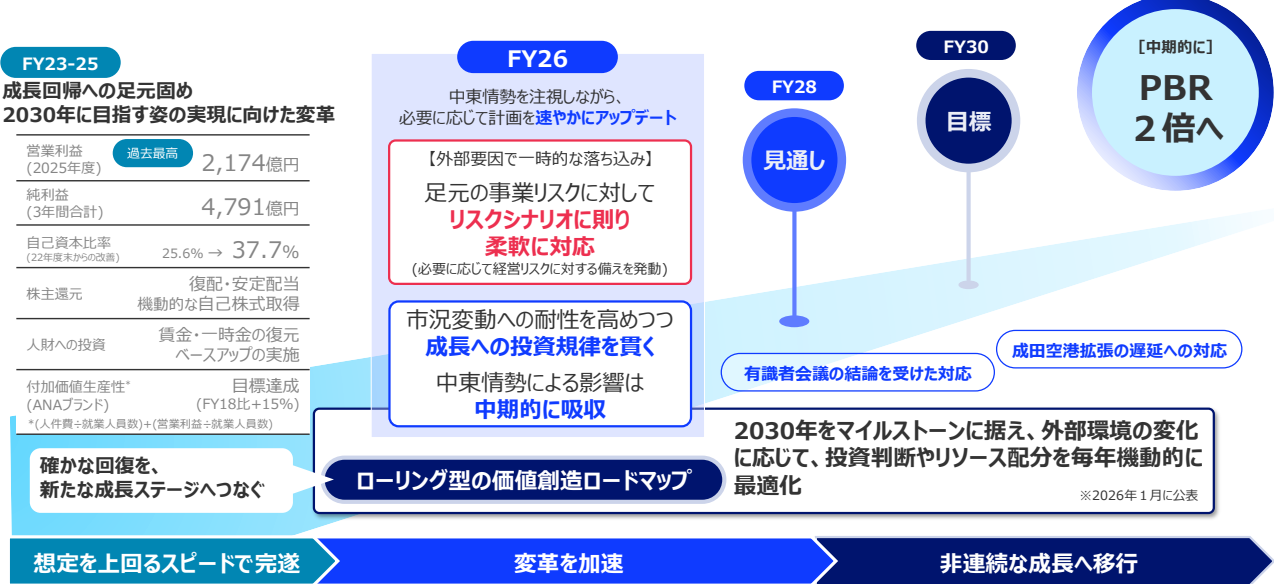 FY23-25
成長回帰への足元固め
2030年に目指す姿の実現に向けた変革
営業利益
(2025年度)
過去最高
2,174億円
純利益
(3年間合計)
4,791億円
自己資本比率
(22年度末からの改善)
25.6% → 37.7%
株主還元
復配・安定配当
機動的な自己株式取得
人財への投資
賃金・一時金の復元
ベースアップの実施
付加価値生産性*
(ANAブランド)
目標達成
(FY18比+15%)
*(人件費÷就業人員数)+(営業利益÷就業人員数)
確かな回復を、
新たな成長ステージへつなぐ
FY26
中東情勢を注視しながら、
必要に応じて計画を速やかにアップデート
【外部要因で一時的な落ち込み】
足元の事業リスクに対して
リスクシナリオに則り
柔軟に対応
(必要に応じて経営リスクに対する備えを発動)
市況変動への耐性を高めつつ
成長への投資規律を貫く
中東情勢による影響は
中期的に吸収
FY28
見通し
FY30
目標
[中期的に]
PBR
2倍へ
有識者会議の結論を受けた対応
成田空港拡張の遅延への対応
ローリング型の価値創造ロードマップ
2030年をマイルストーンに据え、外部環境の変化
に応じて、投資判断やリソース配分を毎年機動的に
最適化
※2026年1月に公表
想定を上回るスピードで完遂
変革を加速
非連続な成長へ移行